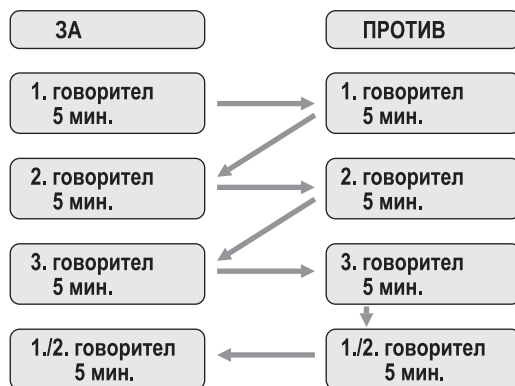 ЗА
ПРОТИВ
1. говорител
5 мин.
1. говорител
5 мин.
2. говорител
5 мин.
2. говорител
5 мин.
3. говорител
5 мин.
3. говорител
5 мин.
1./2. говорител
5 мин.
1./2. говорител
5 мин.